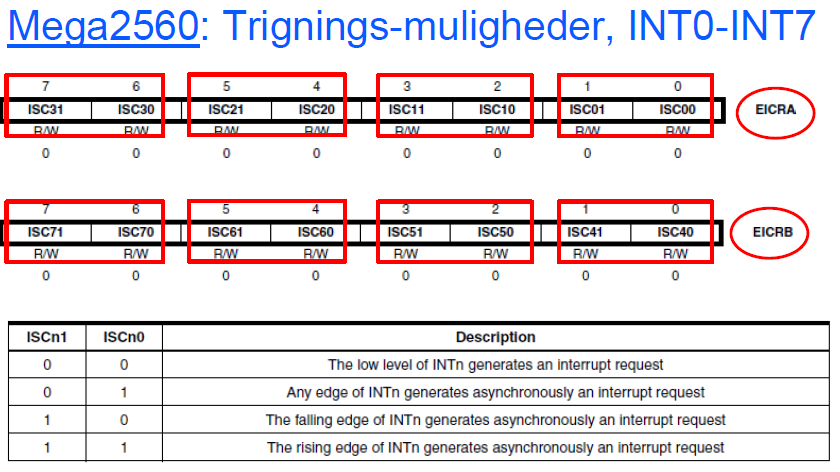 Mega2560: Trignings-muligheder, INT0-INT7
7 6 5 4 3 2 1 0
ISC31 ISC30 ISC21 ISC20 ISC11 ISC10 ISC01 ISC00 EICRA
R/W R/W R/W R/W R/W R/W R/W R/W
0 0 0 0 0 0 0 0
7 6 5 4 3 2 1 0
ISC71 ISC70 ISC61 ISC60 ISC51 ISC50 ISC41 ISC40 EICRB
R/W R/W R/W R/W R/W R/W R/W R/W
0 0 0 0 0 0 0 0
ISCn1 ISCn0 Description
0 0 The low level of INTn generates an interrupt request
0 1 Any edge of INTn generates asynchronously an interrupt request
1 0 The falling edge of INTn generates asynchronously an interrupt request
1 1 The rising edge of INTn generates asynchronously an interrupt request